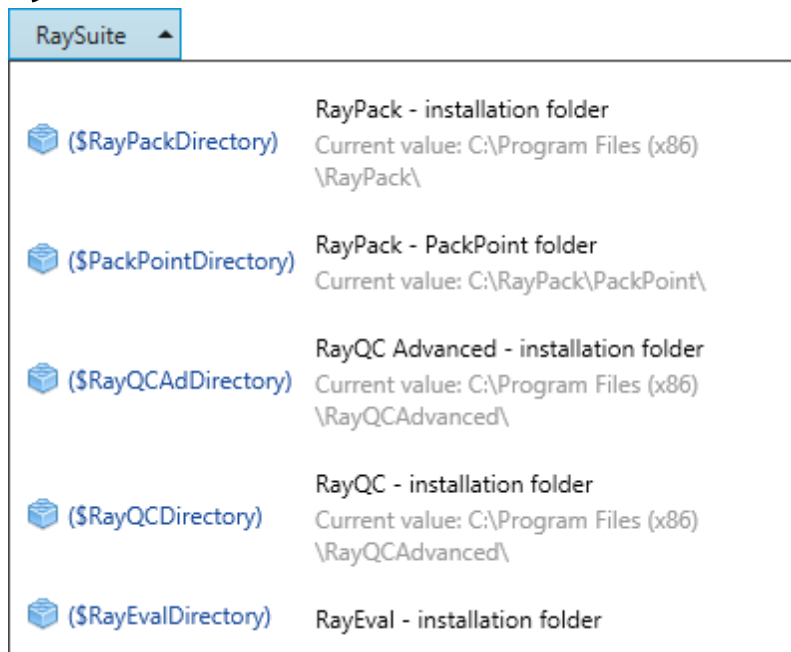 RaySuite
($RayPackDirectory)
RayPack - installation folder
Current value: C:\Program Files (x86)
\RayPack\
($PackPointDirectory)
RayPack - PackPoint folder
Current value: C:\RayPack\PackPoint\
($RayQCAdDirectory)
RayQC Advanced - installation folder
Current value: C:\Program Files (x86)
\RayQCAdvanced\
($RayQCDirectory)
RayQC - installation folder
Current value: C:\Program Files (x86)
\RayQCAdvanced\
($RayEvalDirectory)
RayEval - installation folder